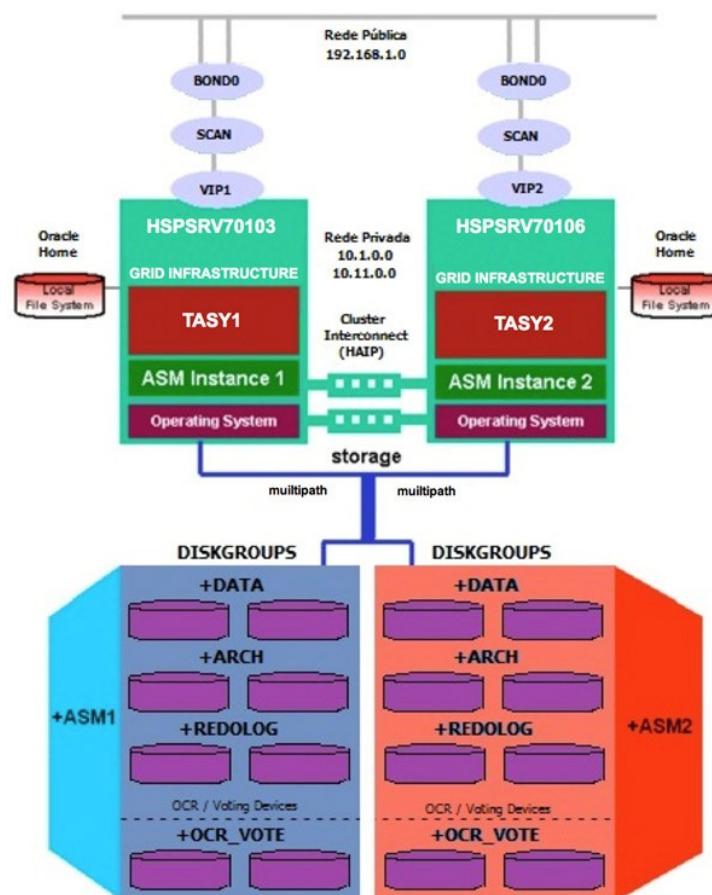 Rede Pública
192.168.1.0
BOND0
BOND0
SCAN
SCAN
VIP1
VIP2
HSPSRV70103
HSPSRV70106
Oracle
Home
Rede Privada
10.1.0.0
10.11.0.0
Oracle
Home
GRID INFRASTRUCTURE
GRID INFRASTRUCTURE
Local
File System
Local
File System
TASY1
TASY2
Cluster
Interconnect
(HAIP)
ASM Instance 1
ASM Instance 2
Operating System
Operating System
storage
muiltipath
muiltipath
DISKGROUPS
DISKGROUPS
+DATA
+DATA
+ARCH
+ARCH
+ASM1
+ASM2
+REDOLOG
+REDOLOG
OCR / Voting Devices
OCR / Voting Devices
+OCR_VOTE
+OCR_VOTE